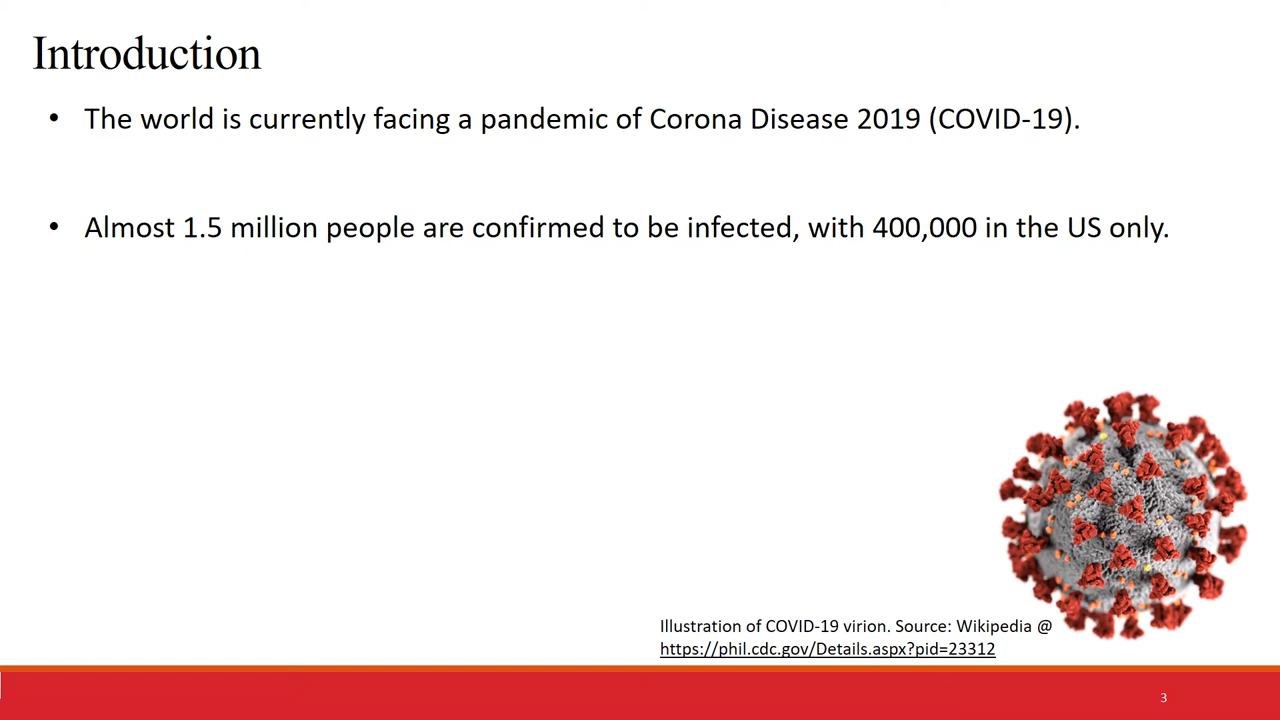 Introduction
• The world is currently facing a pandemic of Corona Disease 2019 (COVID-19).
• Almost 1.5 million people are confirmed to be infected, with 400,000 in the US only.
Illustration of COVID-19 virion. Source: Wikipedia @
https://phil.cdc.gov/Details.aspx?pid=23312
3